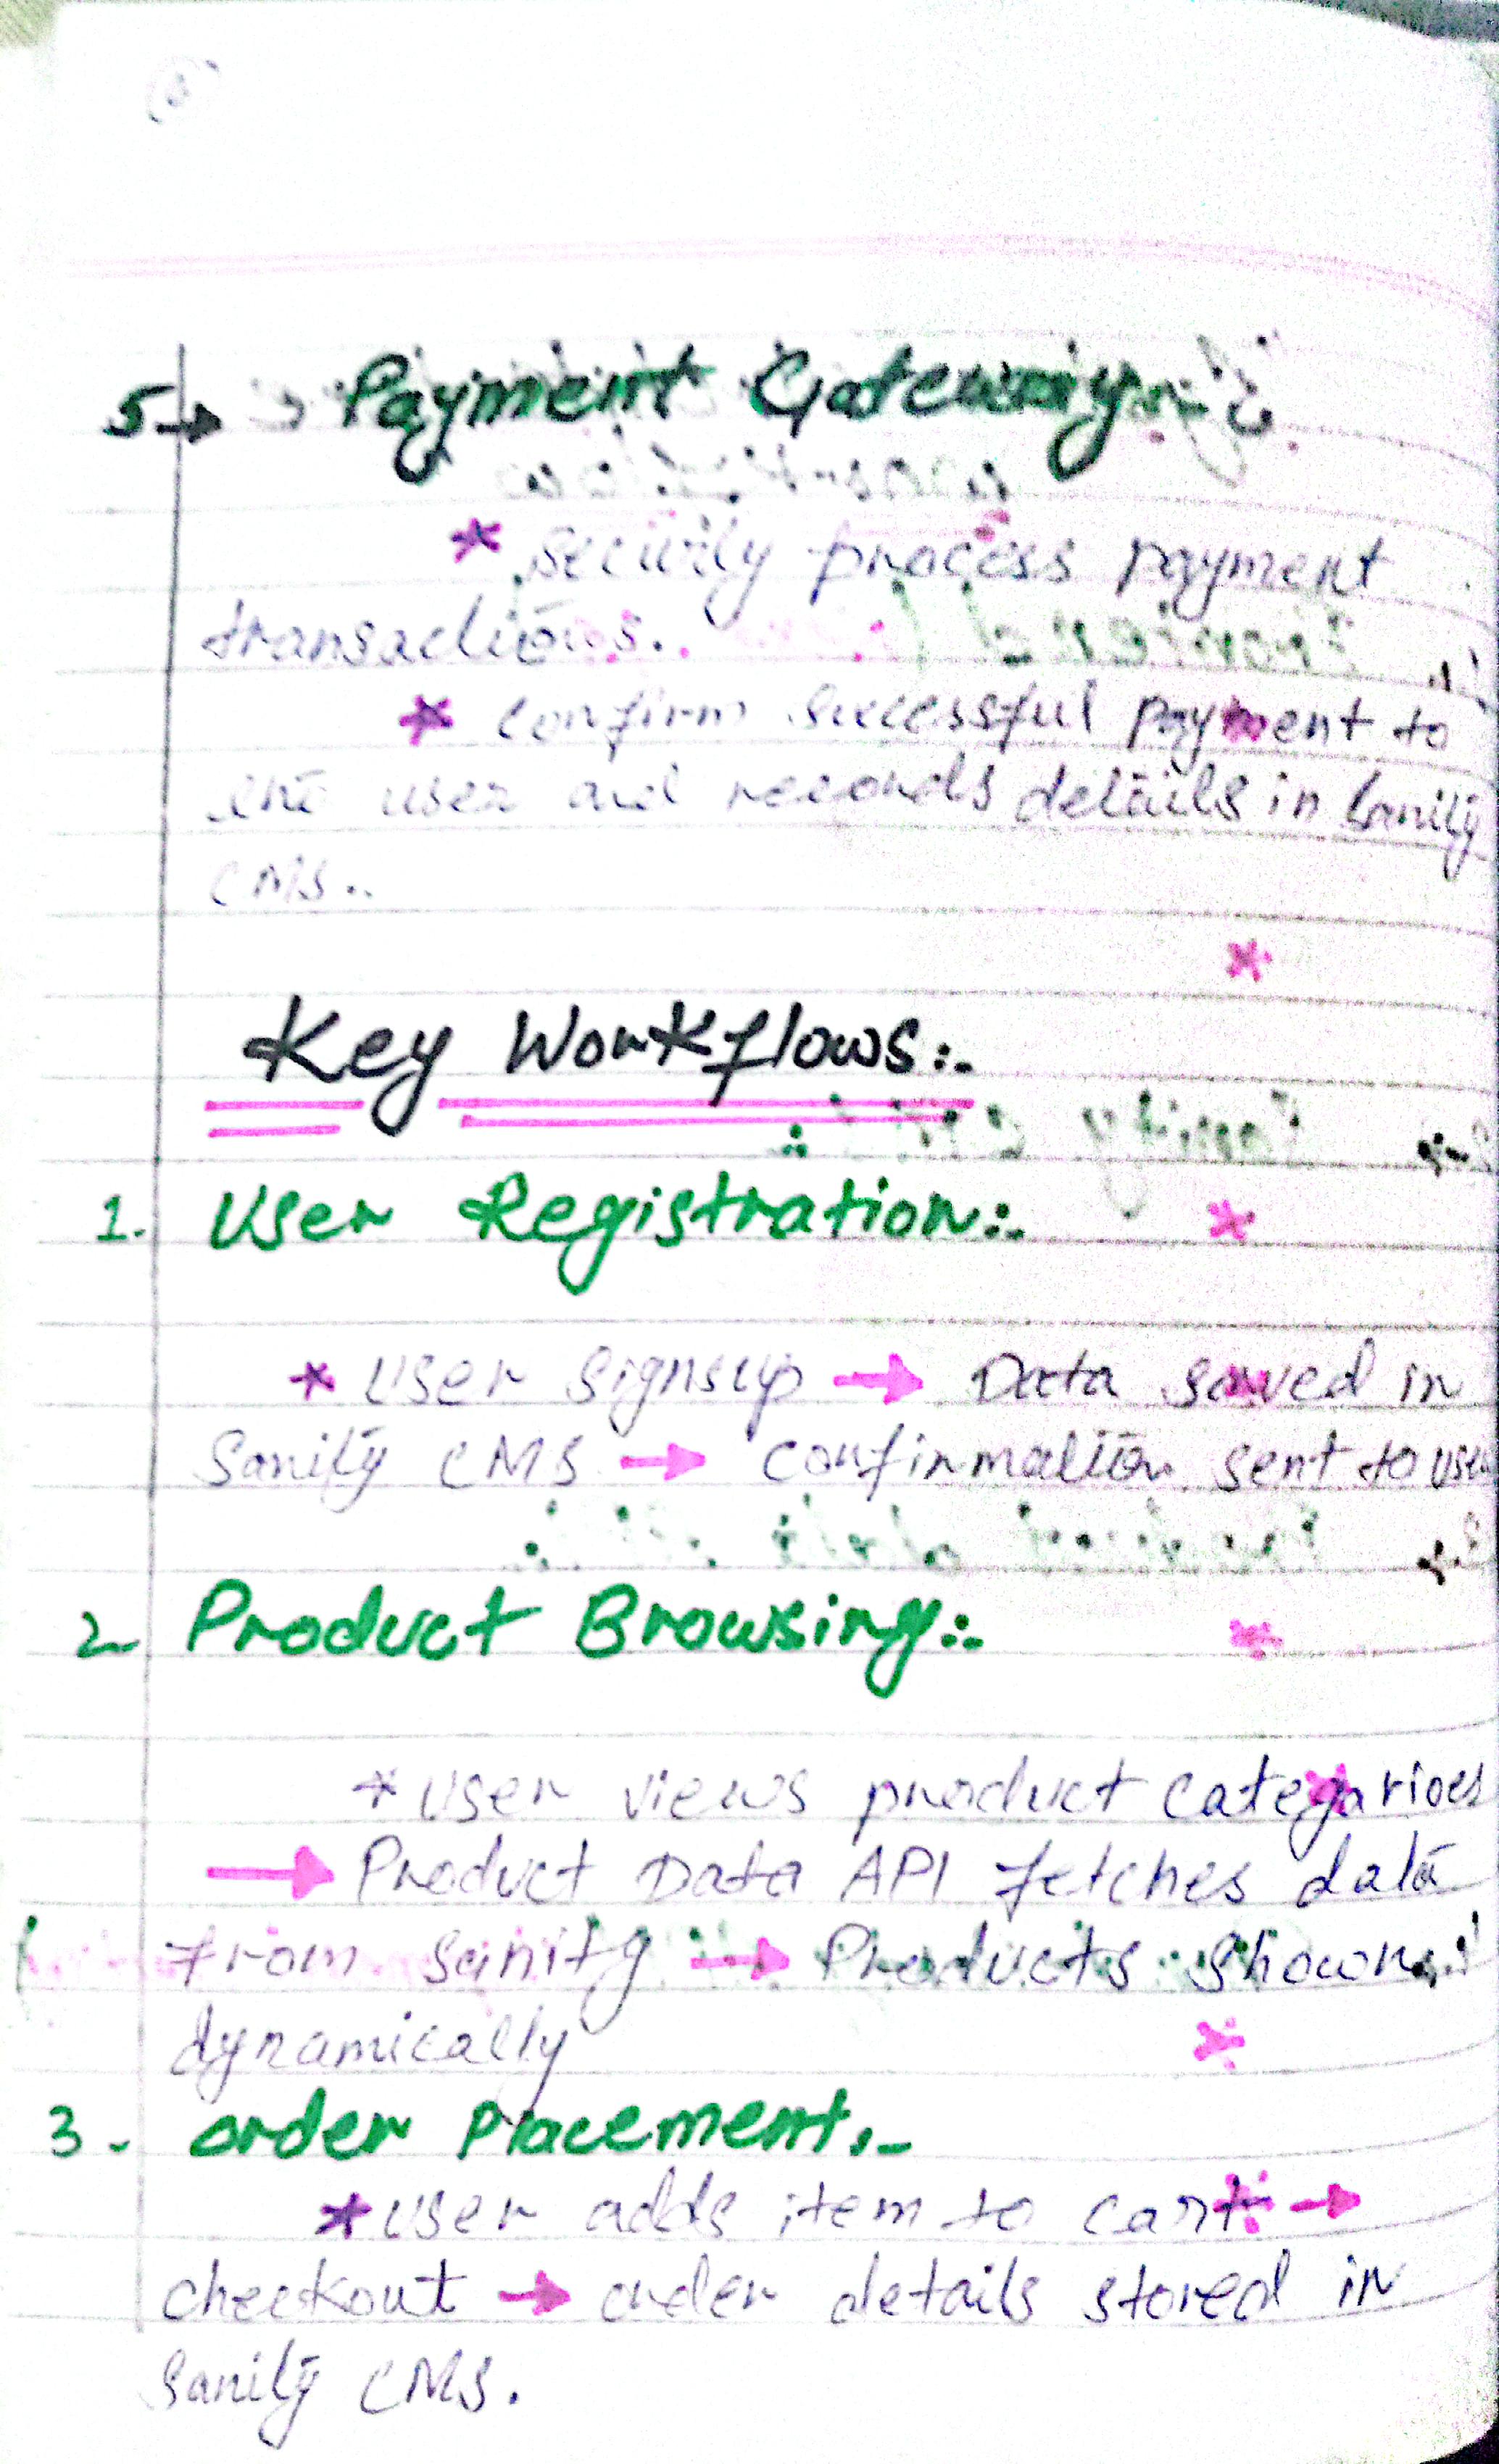 5→ Payment Gateway:-
* security process payment
transactions.
* confirm successful payment to
the user and records details in Sanity
CMS..
Key Workflows:-
1. User Registration:-
* User Signsup → Data saved in
Sanity CMS → confirmation sent to user
2 Product Browsing:-
* User views product categories
→ Product Data API fetches data
from sanity → Products shown
dynamically
3. order Placement:-
* User adds item to cart →
checkout → order details stored in
Sanity CMS.